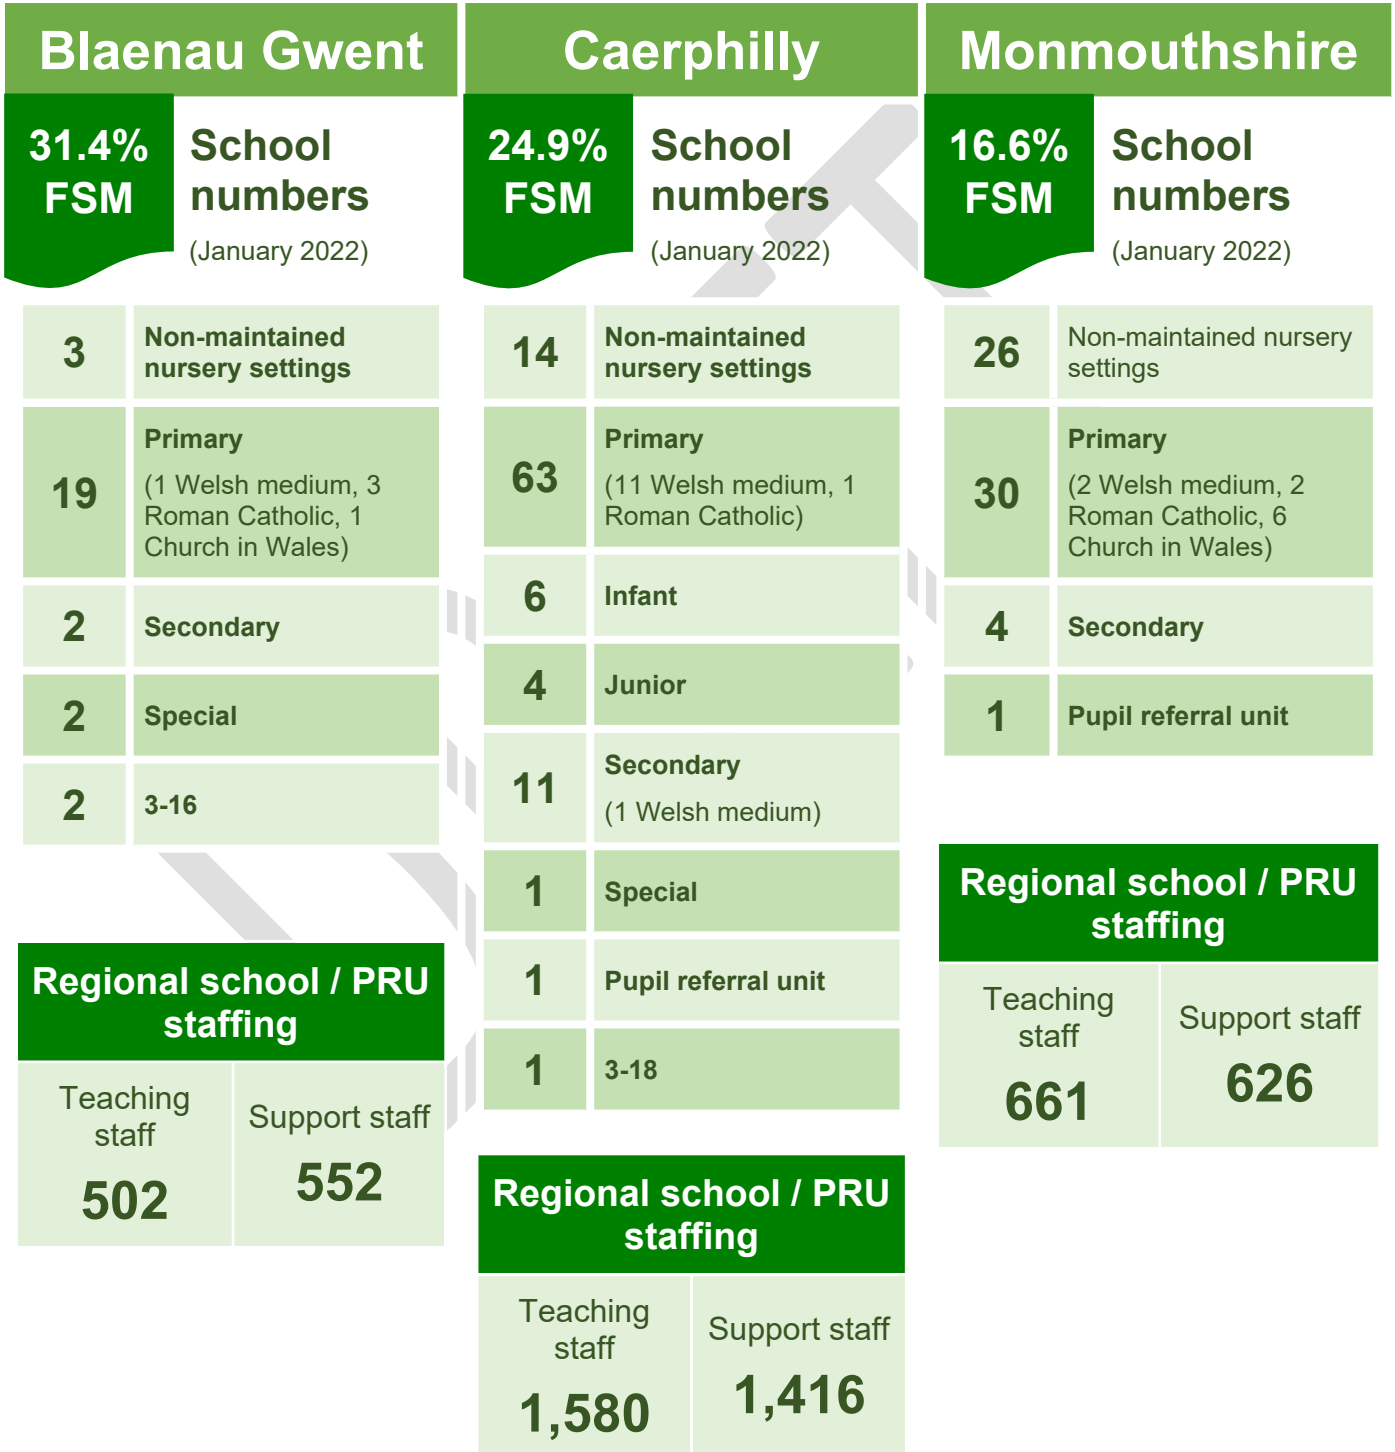 Blaenau Gwent
31.4%
FSM
School
numbers
(January 2022)
3
Non-maintained
nursery settings
19
Primary
(1 Welsh medium, 3
Roman Catholic, 1
Church in Wales)
2
Secondary
2
Special
2
3-16
Regional school / PRU
staffing
Teaching
staff
502
Support staff
552
Caerphilly
24.9%
FSM
School
numbers
(January 2022)
14
Non-maintained
nursery settings
63
Primary
(11 Welsh medium, 1
Roman Catholic)
6
Infant
4
Junior
11
Secondary
(1 Welsh medium)
1
Special
1
Pupil referral unit
1
3-18
Regional school / PRU
staffing
Teaching
staff
1,580
Support staff
1,416
Monmouthshire
16.6%
FSM
School
numbers
(January 2022)
26
Non-maintained nursery
settings
30
Primary
(2 Welsh medium, 2
Roman Catholic, 6
Church in Wales)
4
Secondary
1
Pupil referral unit
Regional school / PRU
staffing
Teaching
staff
661
Support staff
626